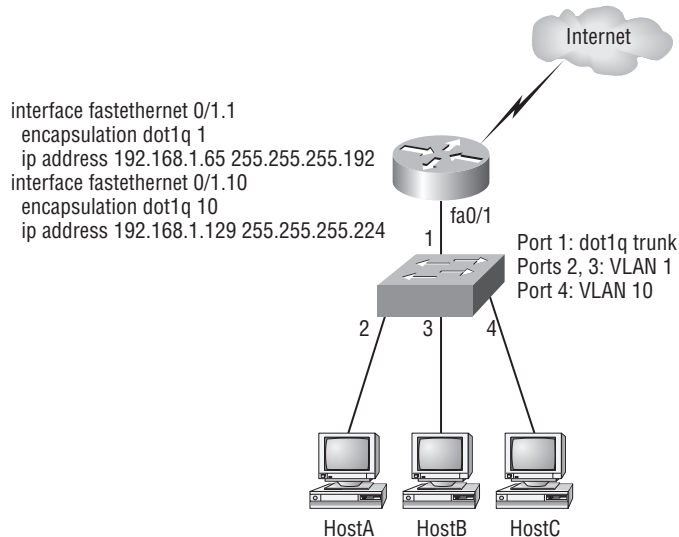 Internet
interface fastethernet 0/1.1
encapsulation dot1q 1
ip address 192.168.1.65 255.255.255.192
interface fastethernet 0/1.10
encapsulation dot1q 10
ip address 192.168.1.129 255.255.255.224
fa0/1
1
Port 1: dot1q trunk
Ports 2, 3: VLAN 1
Port 4: VLAN 10
2
3
4
HostA
HostB
HostC